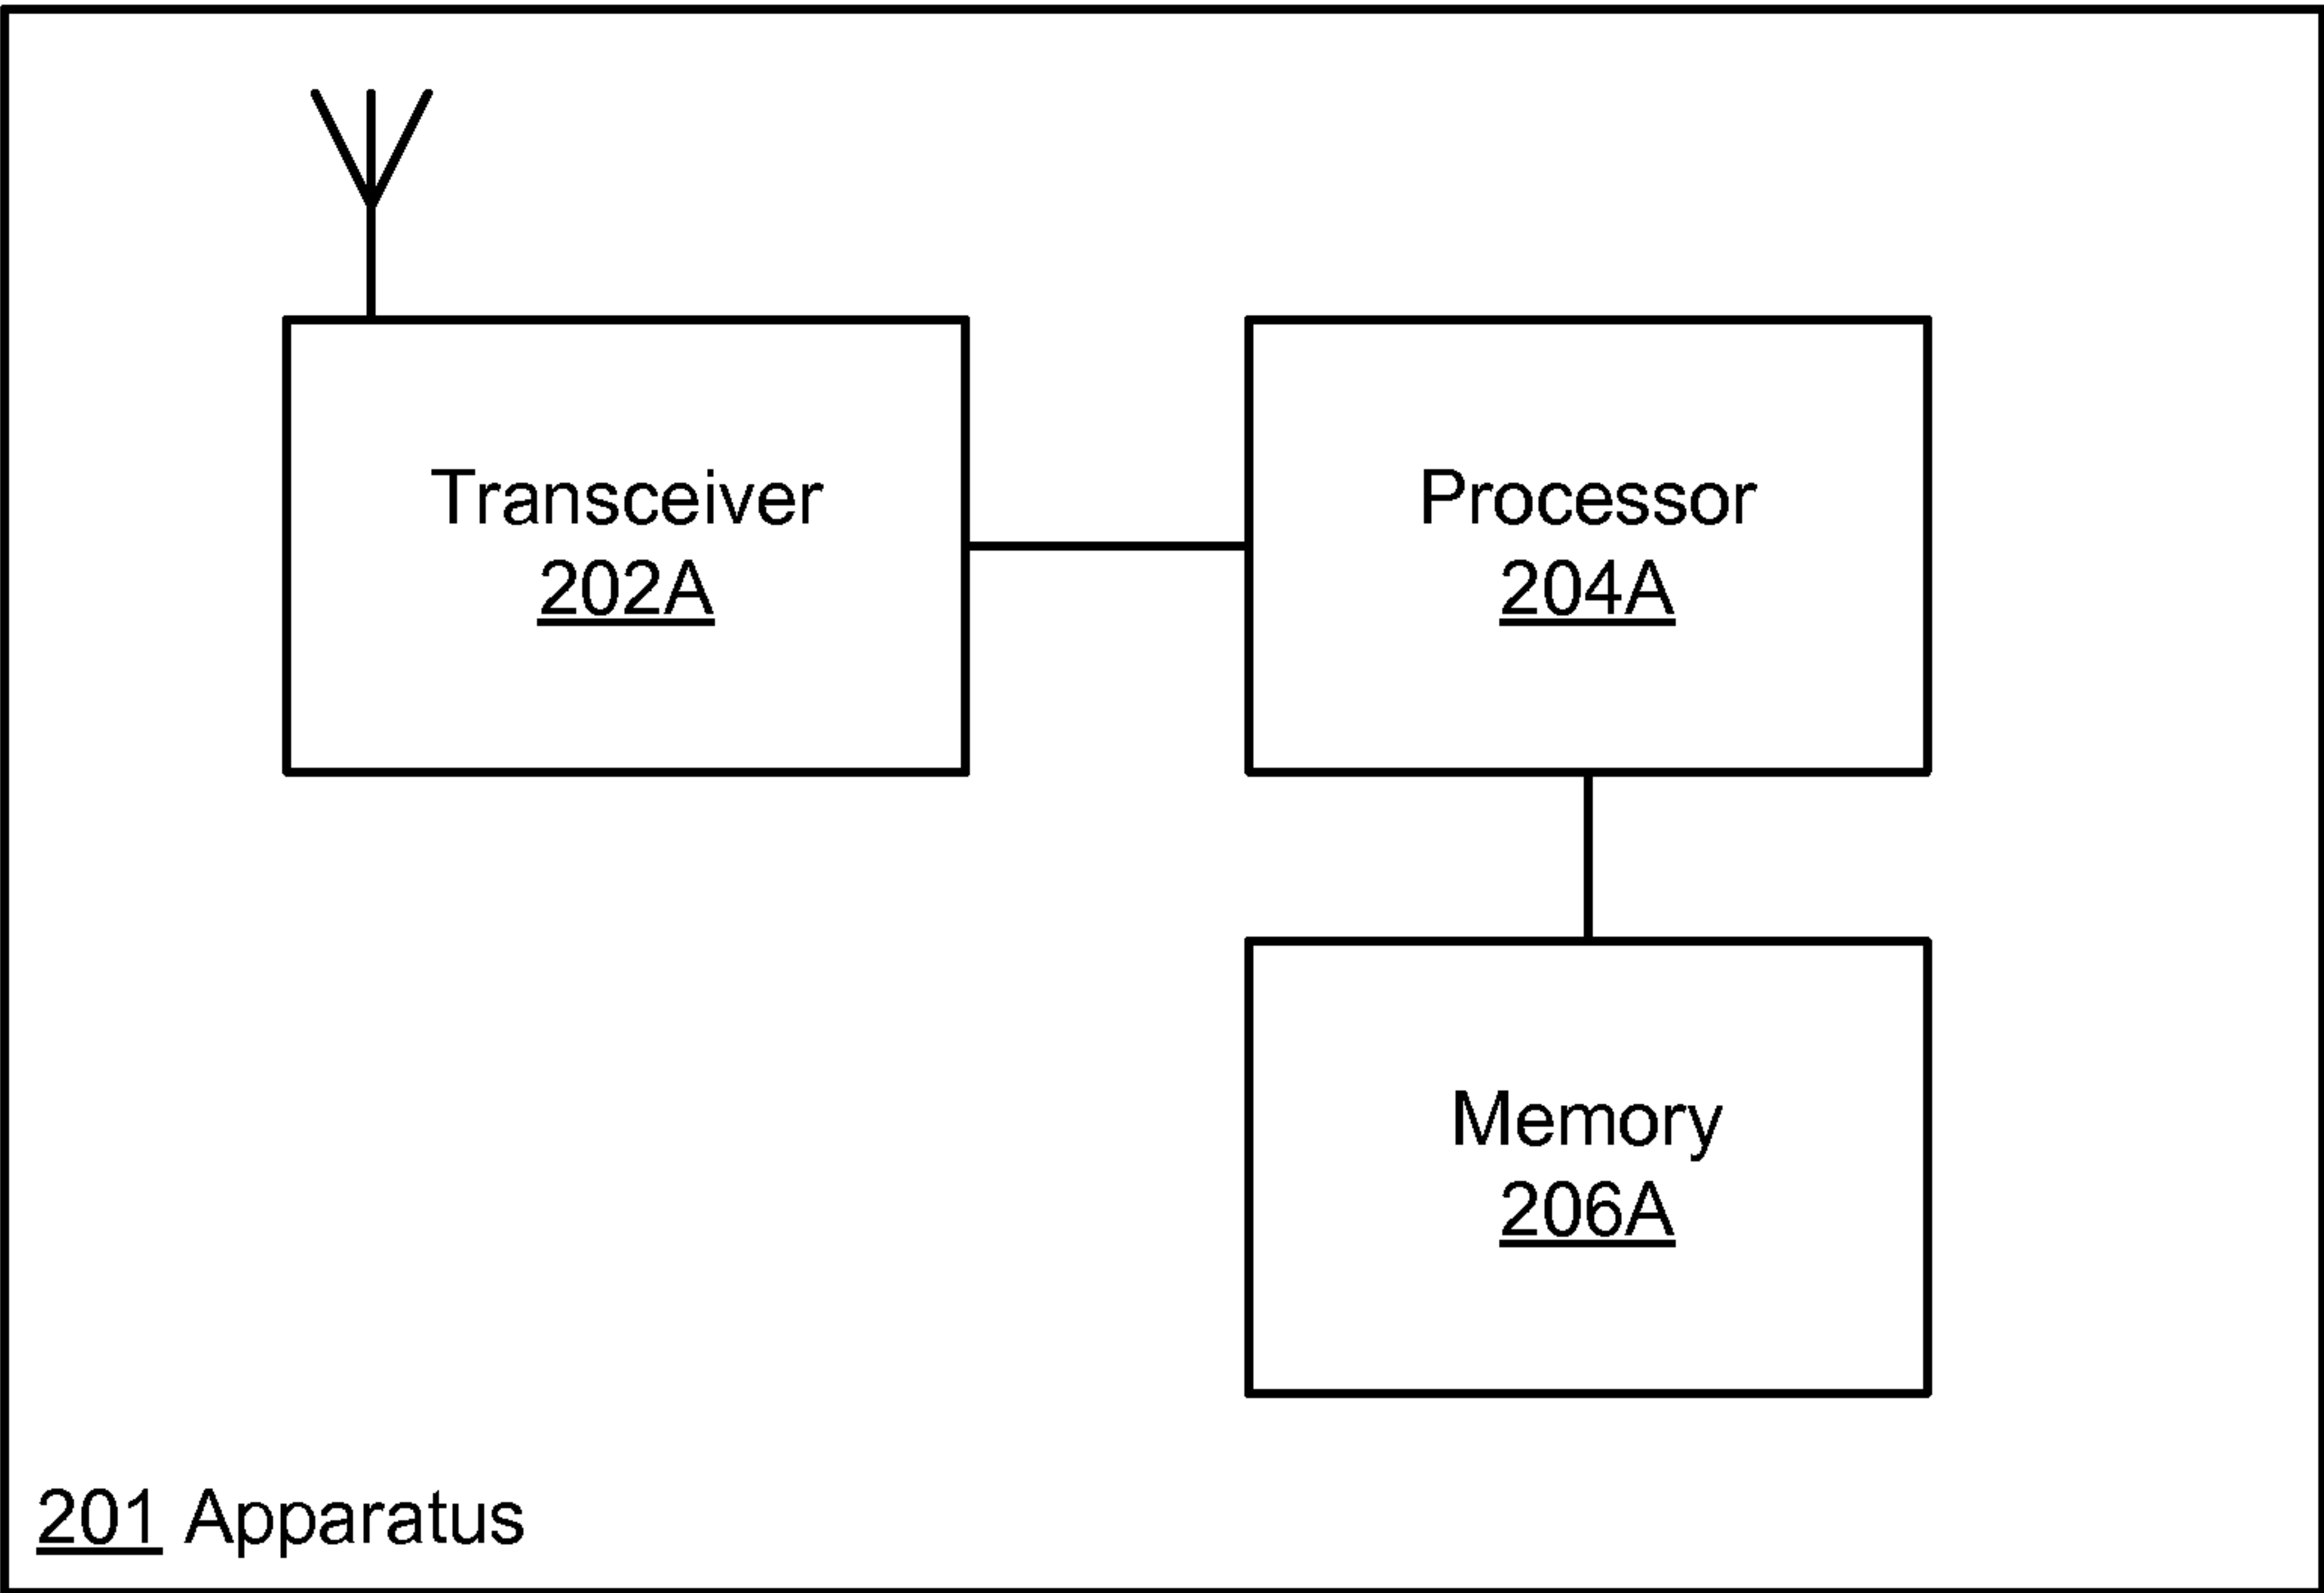 Transceiver
202A
Processor
204A
Memory
206A
201 Apparatus